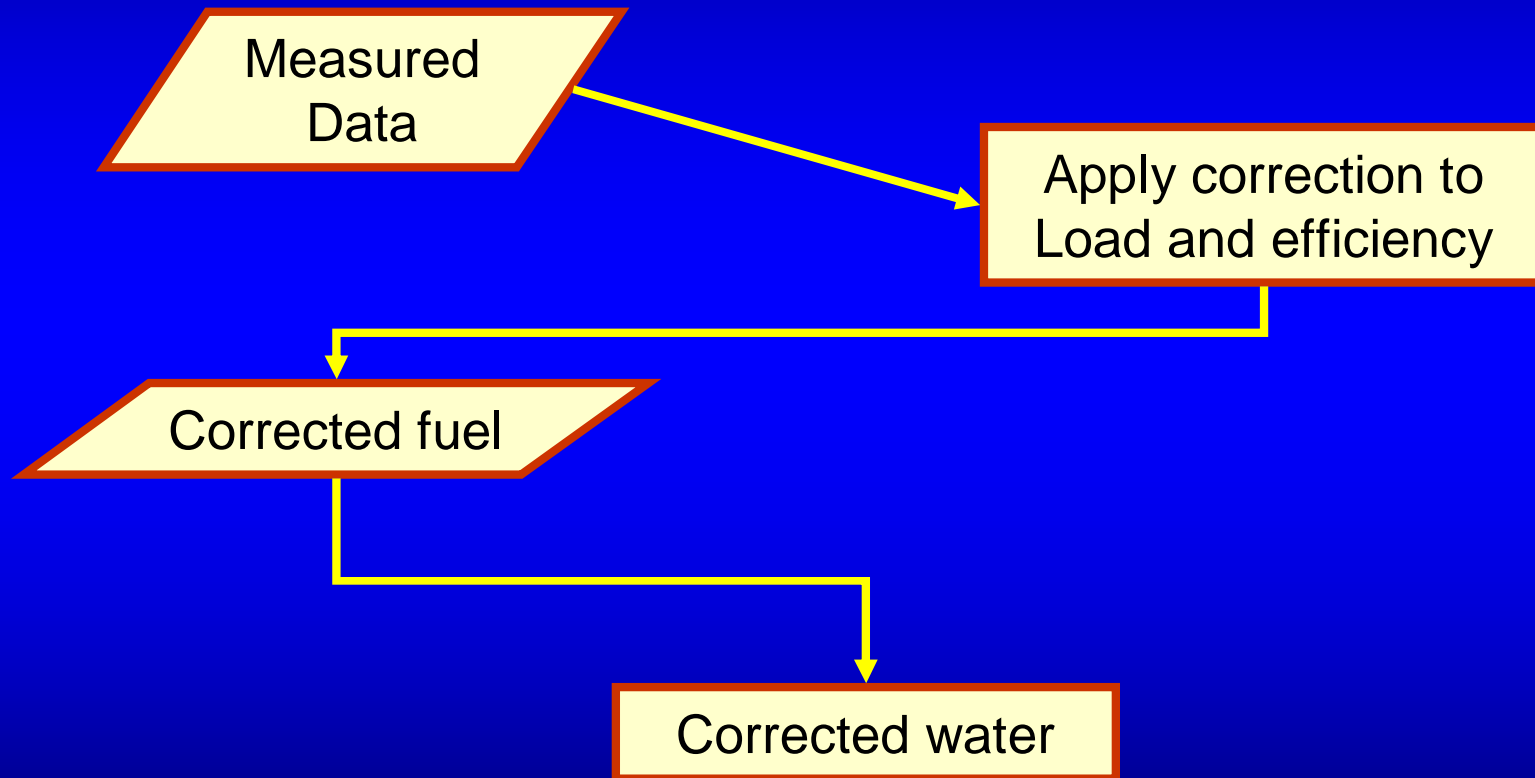 Measured
Data
Apply correction to
Load and efficiency
Corrected fuel
Corrected water